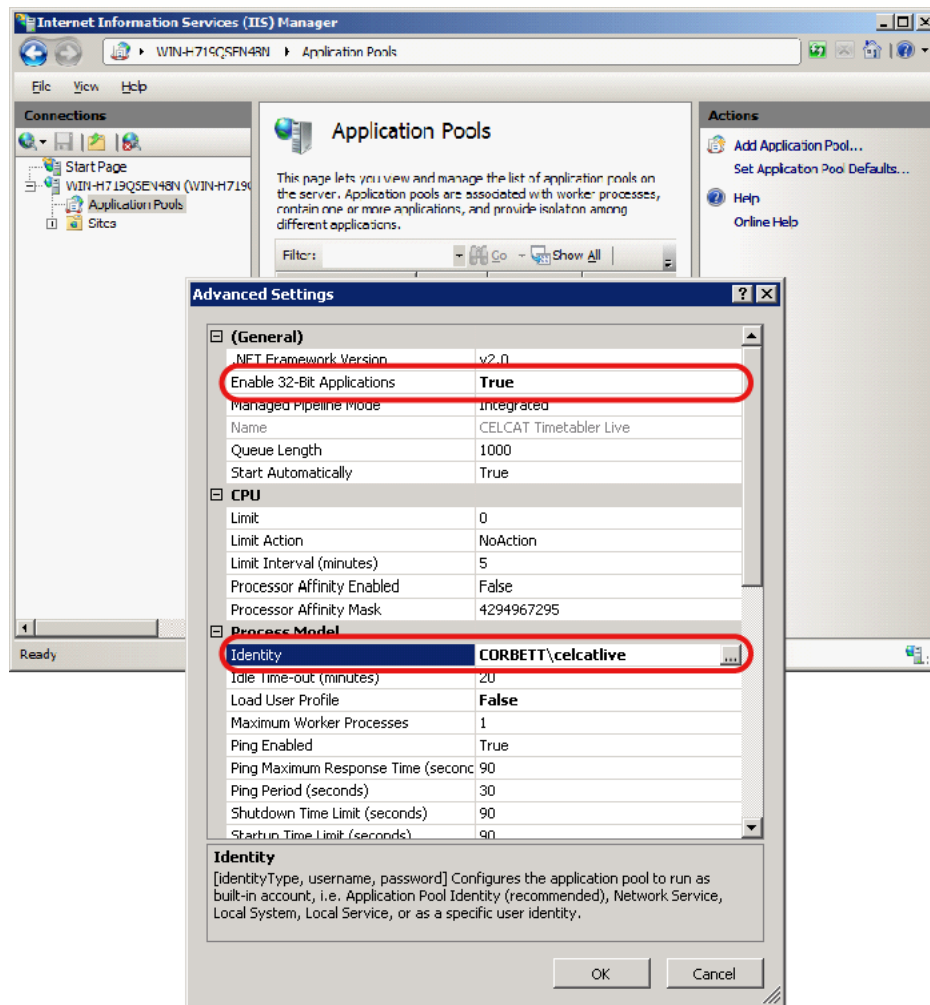 Internet Information Services (IIS) Manager
WIN-H719QSEN48N
Application Pools
File View Help
Connections
Start Page
WIN-H719QSEN48N (WIN-H719
Application Pools
Sites
Application Pools
This page lets you view and manage the list of application pools on
the server. Application pools are associated with worker processes,
contain one or more applications, and provide isolation among
different applications.
Filter: Go Show All
Actions
Add Application Pool...
Set Application Pool Defaults...
Help
Online Help
Ready
Advanced Settings
(General)
.NET Framework Version v2.0
Enable 32-Bit Applications True
Managed Pipeline Mode Integrated
Name CELCAT Timetabler Live
Queue Length 1000
Start Automatically True
CPU
Limit 0
Limit Action NoAction
Limit Interval (minutes) 5
Processor Affinity Enabled False
Processor Affinity Mask 4294967295
Process Model
Identity CORBETT\celcatlive ...
Idle Time-out (minutes) 20
Load User Profile False
Maximum Worker Processes 1
Ping Enabled True
Ping Maximum Response Time (secon 90
Ping Period (seconds) 30
Shutdown Time Limit (seconds) 90
Startup Time Limit (seconds) 90
Identity
[identityType, username, password] Configures the application pool to run as
built-in account, i.e. Application Pool Identity (recommended), Network Service,
Local System, Local Service, or as a specific user identity.
OK Cancel